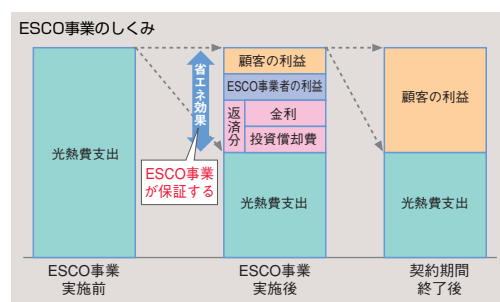 ESCO事業のしくみ
光熱費支出
省エネ効果
ESCO事業
が保証する
顧客の利益
ESCO事業者の利益
返済分
金利
投資償却費
光熱費支出
顧客の利益
光熱費支出
ESCO事業
実施前
ESCO事業
実施後
契約期間
終了後